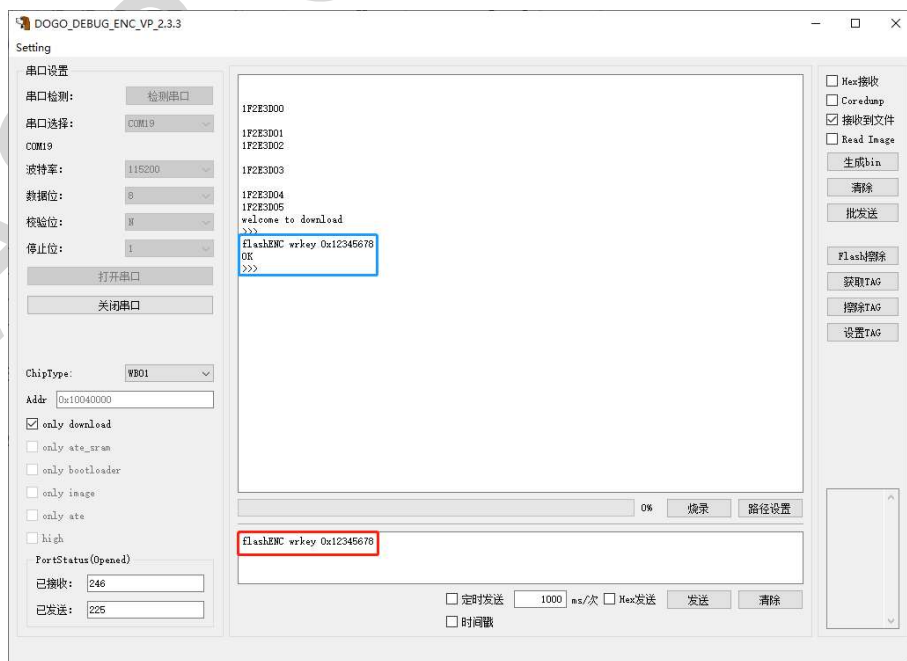 DOGO_DEBUG_ENC_VP_2.3.3
Setting
串口设置
串口检测: 检测串口
串口选择: COM19
COM19
波特率: 115200
数据位: 8
校验位: N
停止位: 1
打开串口
关闭串口
ChipType: WB01
Addr 0x10040000
only download
only ate_sram
only bootloader
only image
only ate
high
PortStatus(Opened)
已接收: 246
已发送: 225
1F2E3D00
1F2E3D01
1F2E3D02
1F2E3D03
1F2E3D04
1F2E3D05
welcome to download
>>>
flashENC wrkey 0x12345678
OK
>>>
0% 烧录 路径设置
flashENC wrkey 0x12345678
定时发送 1000 ms/次 Hex发送 发送 清除
时间戳
Hex接收
Coredump
接收到文件
Read Image
生成bin
清除
批发送
Flash擦除
获取TAG
擦除TAG
设置TAG